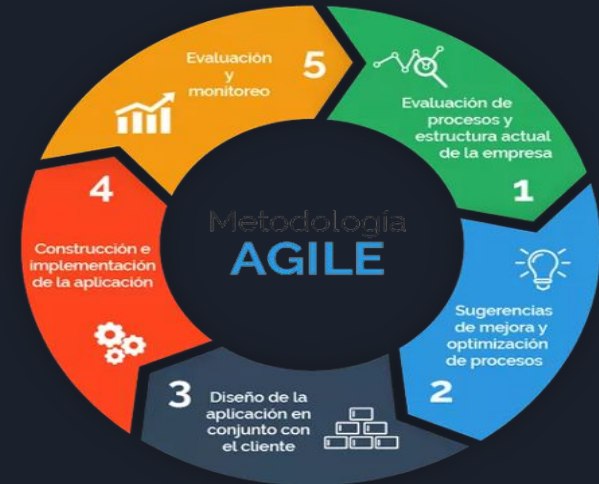 Metodología
AGILE
Evaluación de
procesos y
estructura actual
de la empresa
1
Sugerencias
de mejora y
optimización
de procesos
2
3
Diseño de la
aplicación en
conjunto con
el cliente
4
Construcción e
implementación
de la aplicación
5
Evaluación
y
monitoreo